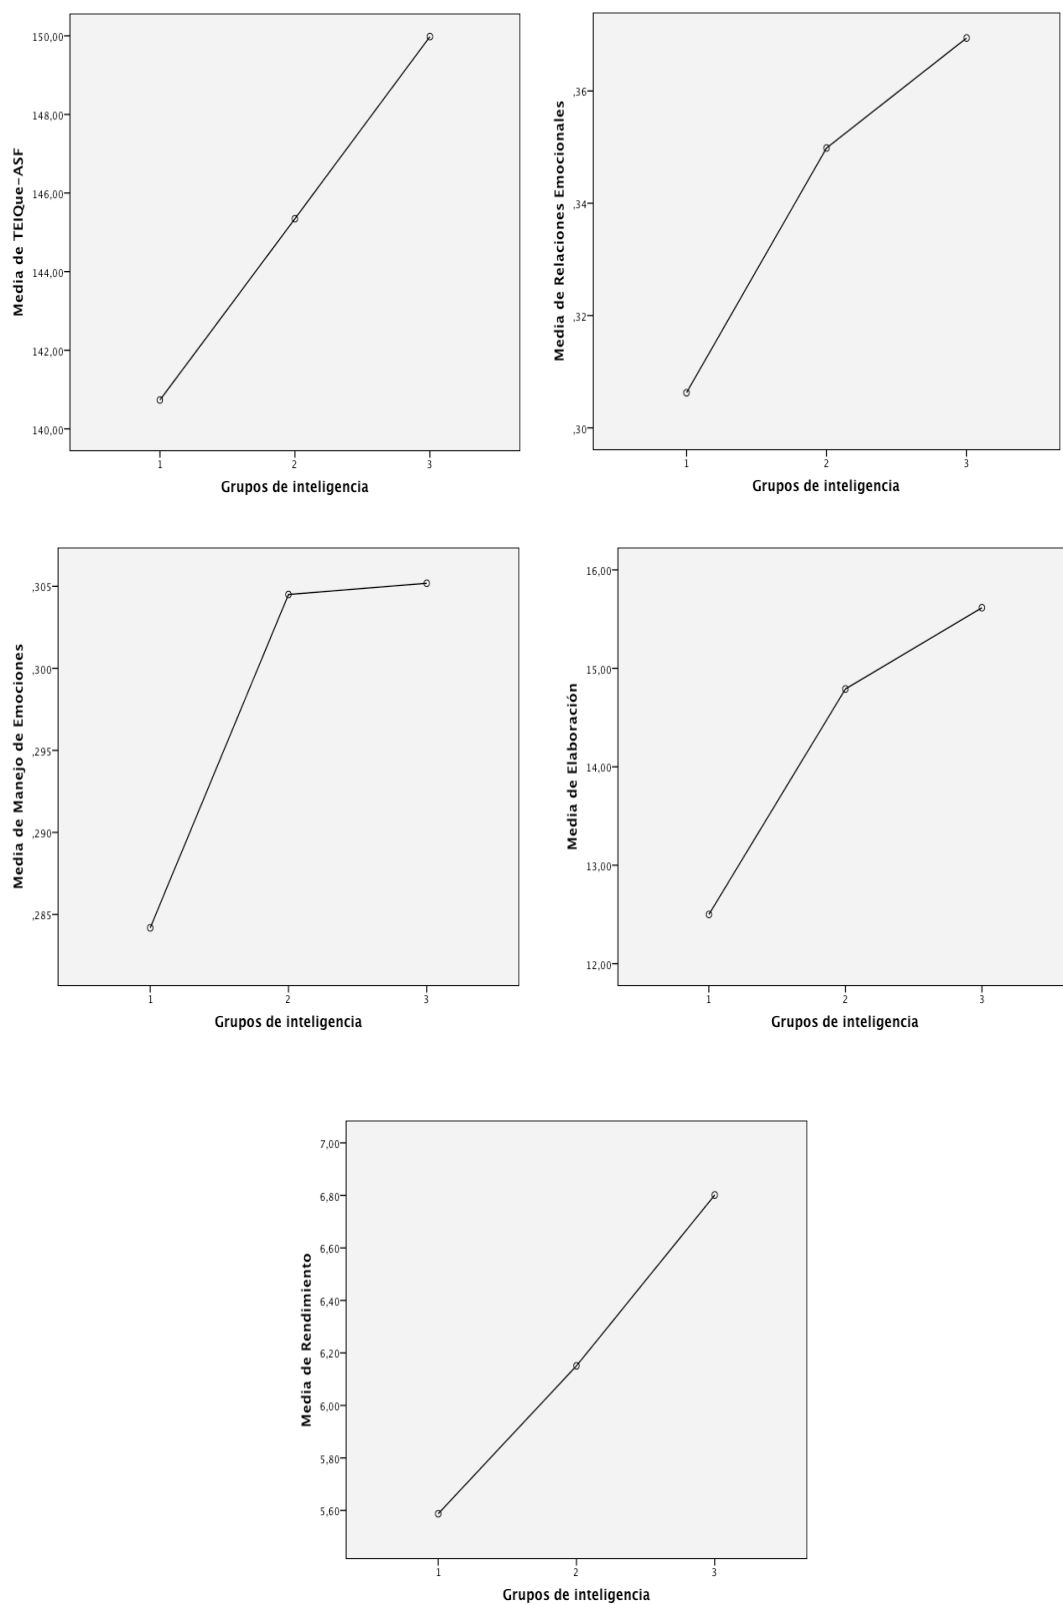 Media de TEIQue-ASF
150,00
148,00
146,00
144,00
142,00
140,00
1 2 3
Grupos de inteligencia
Media de Relaciones Emocionales
,36
,34
,32
,30
1 2 3
Grupos de inteligencia
Media de Manejo de Emociones
,305
,300
,295
,290
,285
1 2 3
Grupos de inteligencia
Media de Elaboración
16,00
15,00
14,00
13,00
12,00
1 2 3
Grupos de inteligencia
Media de Rendimiento
7,00
6,80
6,60
6,40
6,20
6,00
5,80
5,60
1 2 3
Grupos de inteligencia